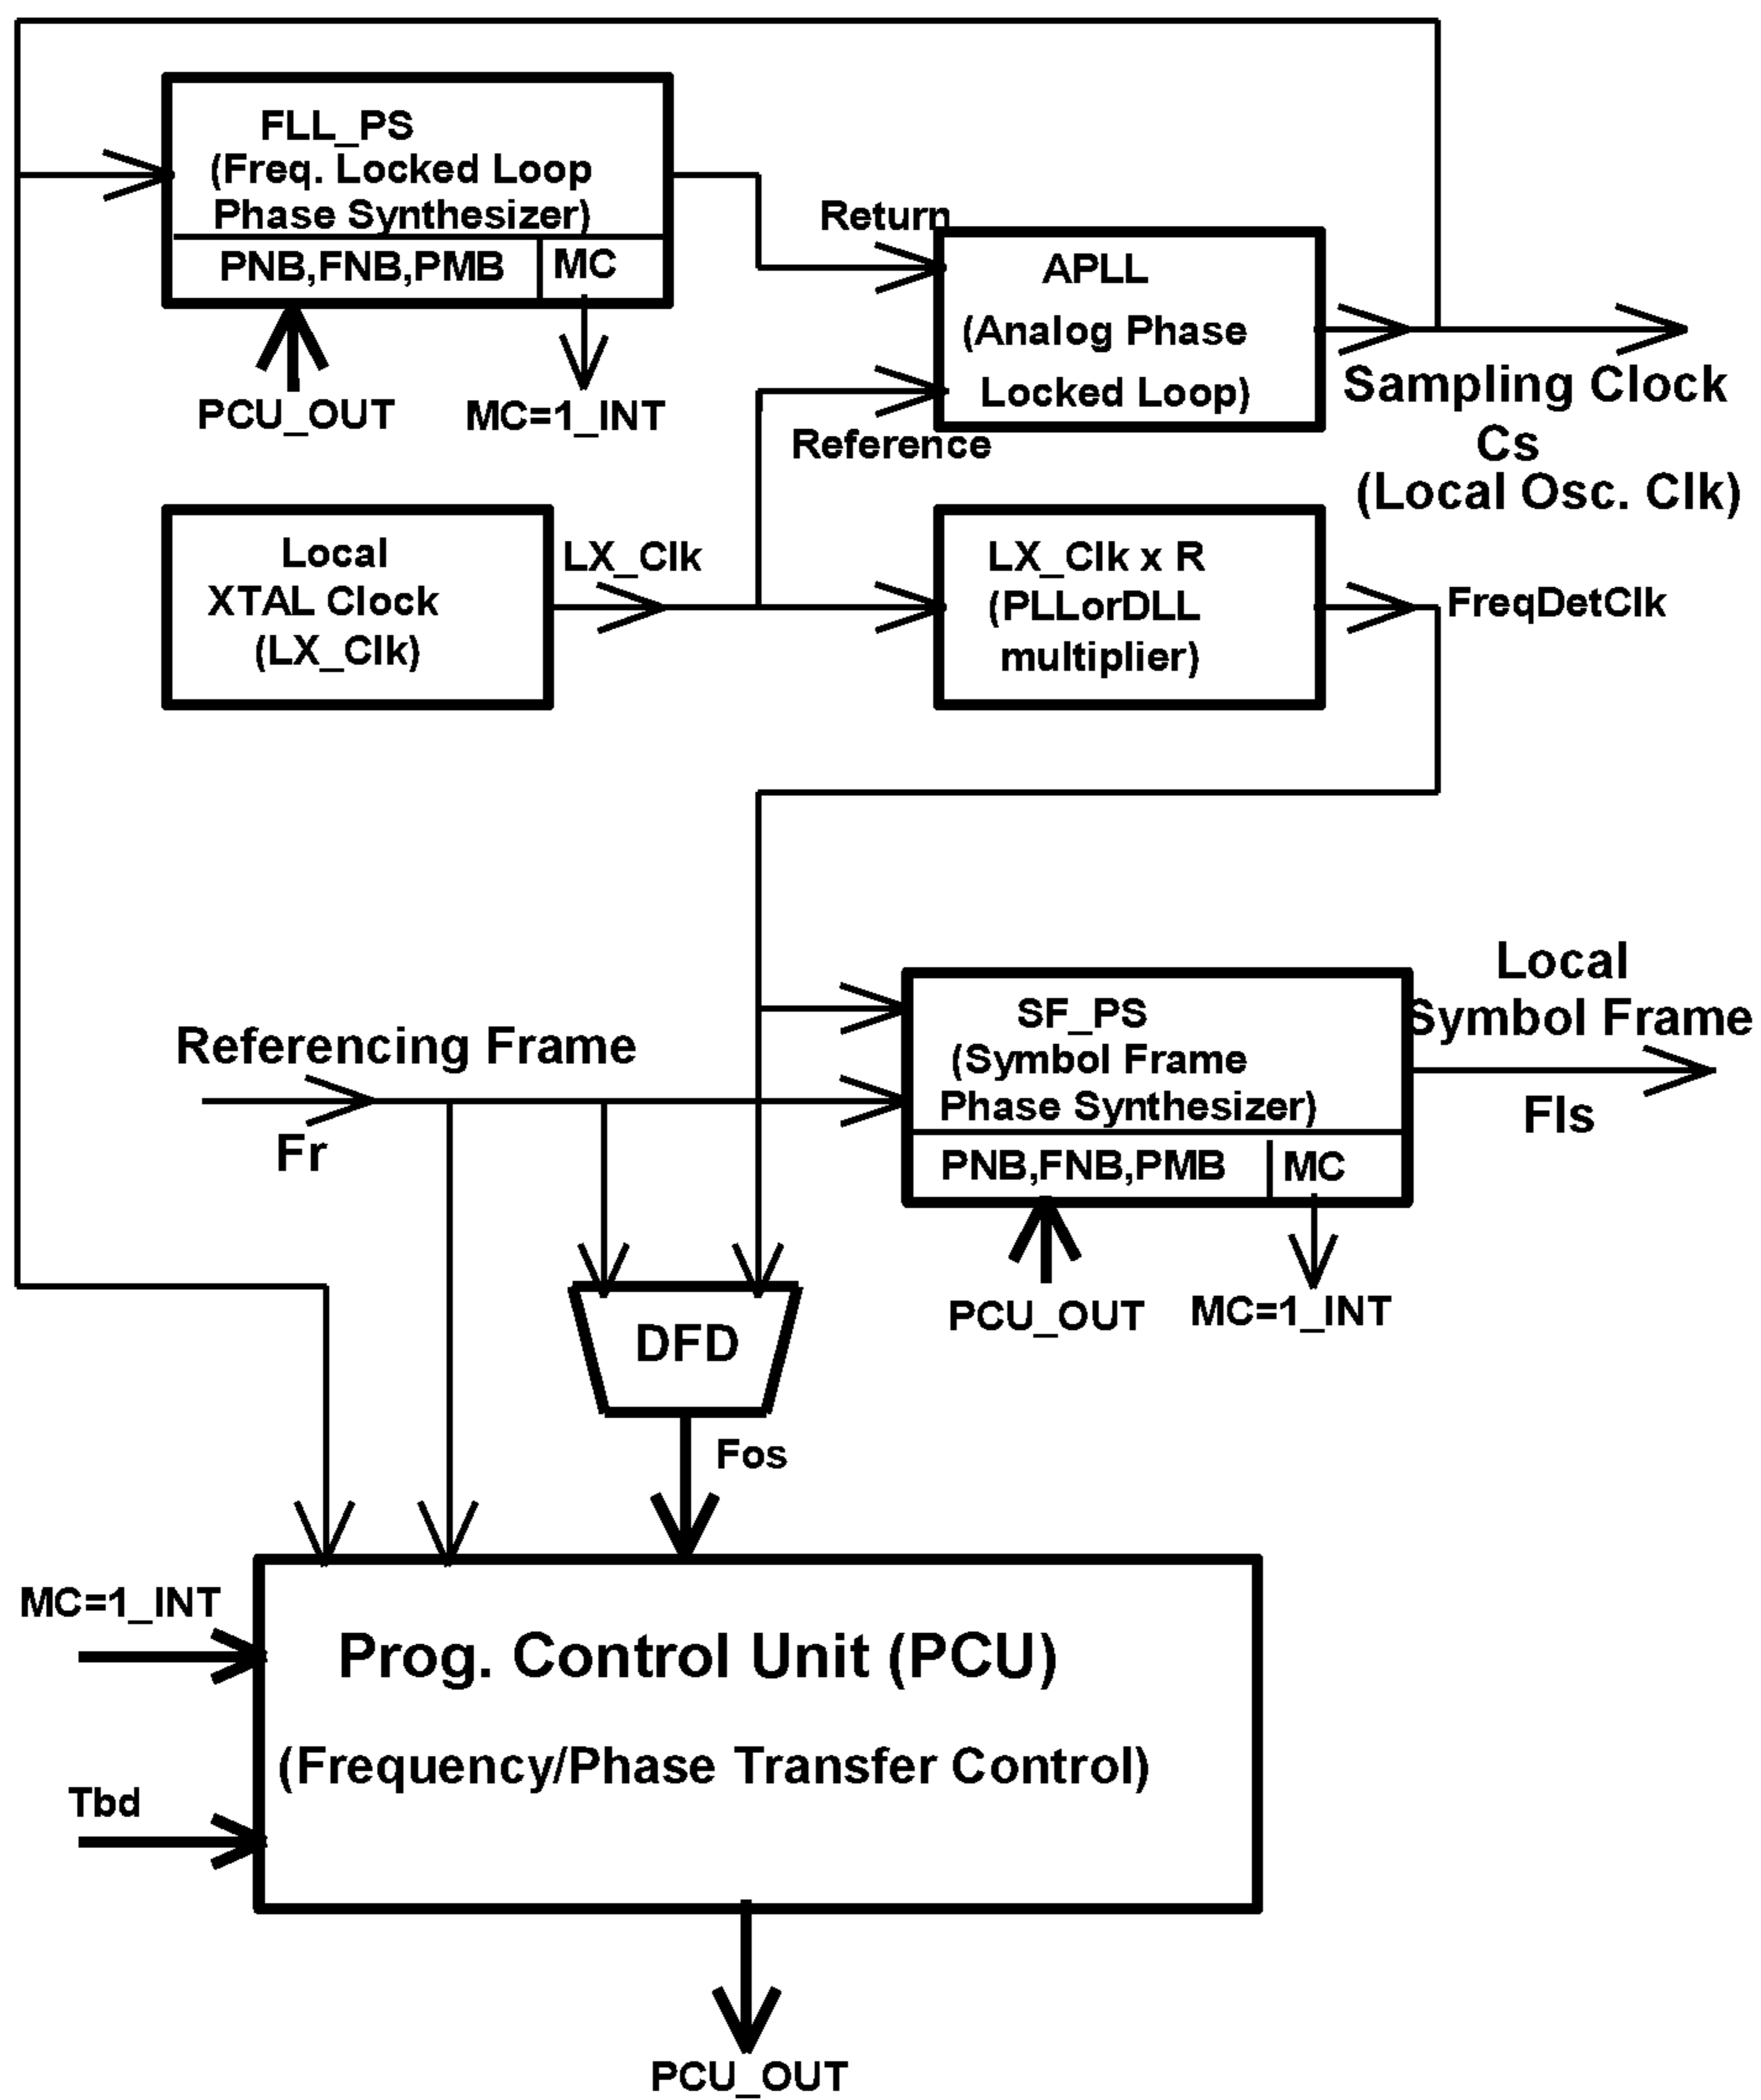 FLL_PS
(Freq. Locked Loop
Phase Synthesizer)
PNB,FNB,PMB
MC
PCU_OUT
MC=1_INT
Return
APLL
(Analog Phase
Locked Loop)
Reference
Sampling Clock
Cs
(Local Osc. Clk)
Local
XTAL Clock
(LX_Clk)
LX_Clk
LX_Clk x R
(PLLorDLL
multiplier)
FreqDetClk
Referencing Frame
Fr
SF_PS
(Symbol Frame
Phase Synthesizer)
PNB,FNB,PMB
MC
Local
Symbol Frame
Fls
PCU_OUT
MC=1_INT
DFD
Fos
MC=1_INT
Tbd
Prog. Control Unit (PCU)
(Frequency/Phase Transfer Control)
PCU_OUT